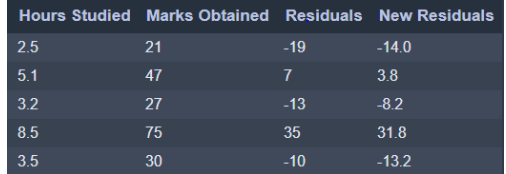 Hours Studied Marks Obtained Residuals New Residuals
2.5 21 -19 -14.0
5.1 47 7 3.8
3.2 27 -13 -8.2
8.5 75 35 31.8
3.5 30 -10 -13.2